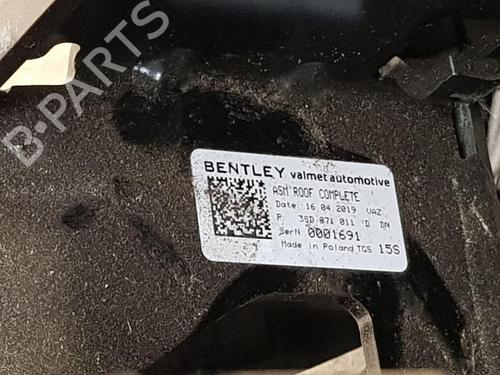 B-PARTS
BENTLEY valmet automotive
ASM ROOF COMPLETE
Date: 16 04 2019 VAZ
P: 3SD 871 011 D DN
SerN 0001691
Made in Poland TGS 15S